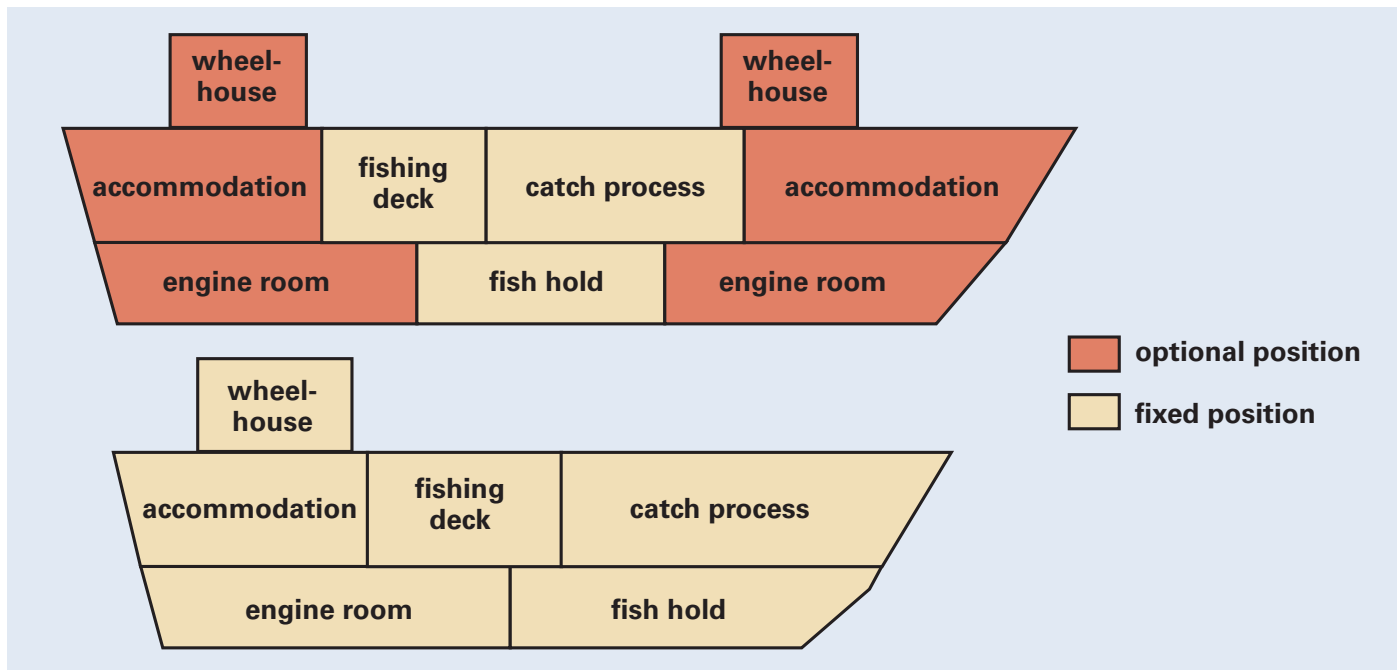 wheel-
house
wheel-
house
accommodation
fishing
deck
catch process
accommodation
engine room
fish hold
engine room
optional position
fixed position
wheel-
house
accommodation
fishing
deck
catch process
engine room
fish hold